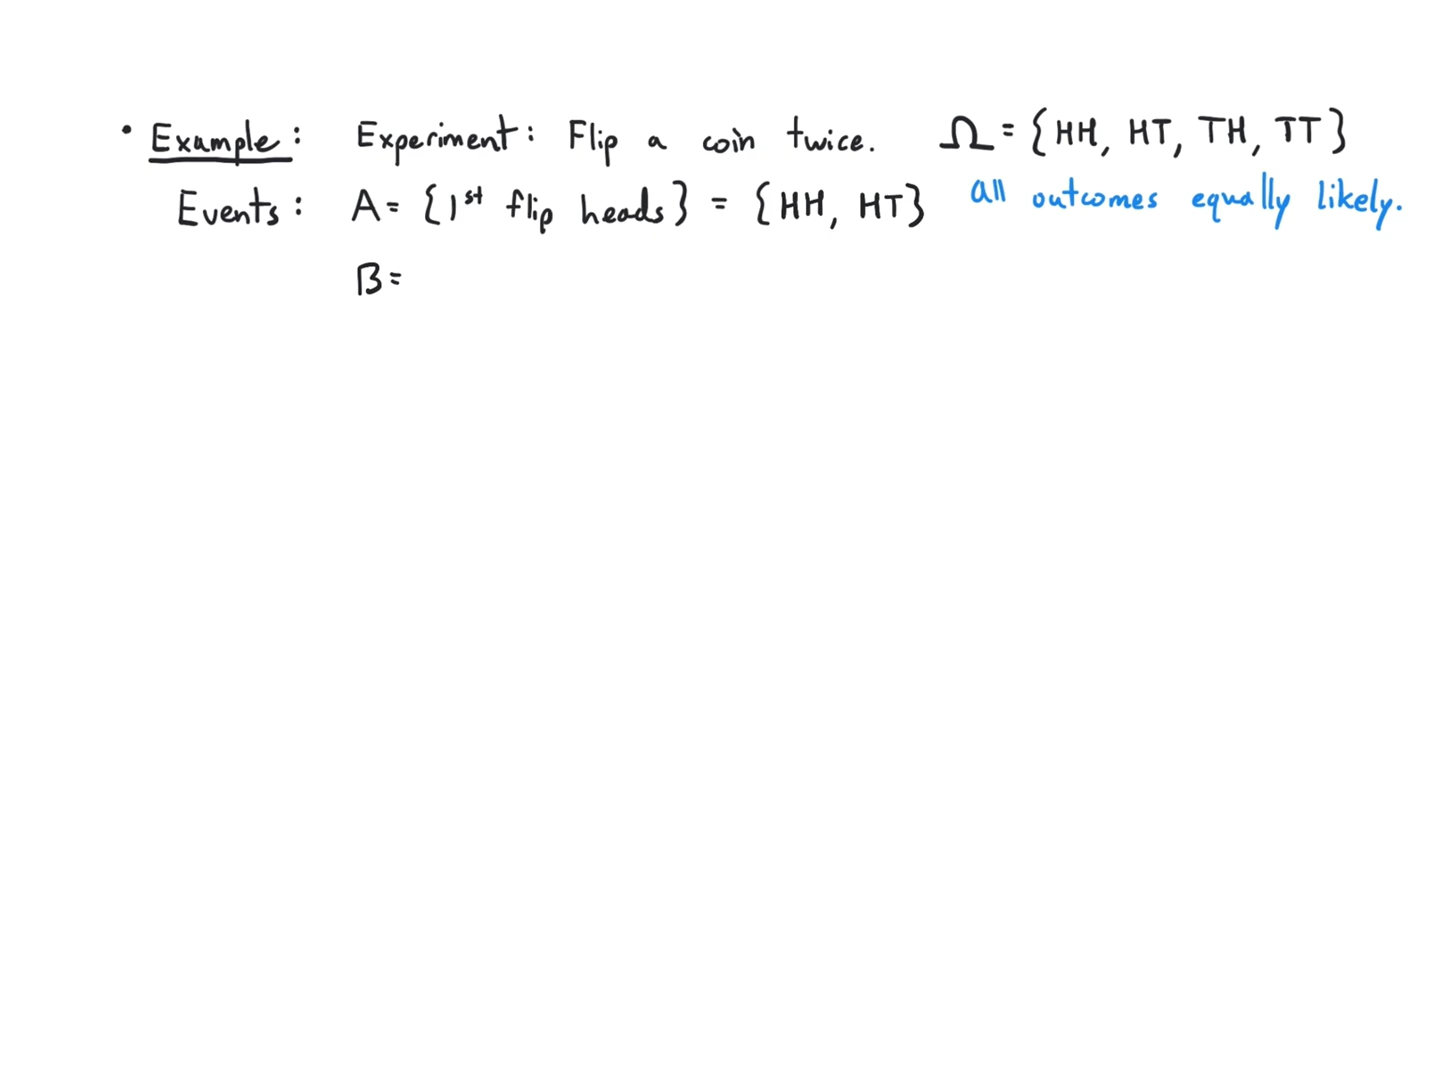 • Example: Experiment: Flip a coin twice. Ω = {HH, HT, TH, TT}
Events: A = {1st flip heads} = {HH, HT} all outcomes equally likely.
B =